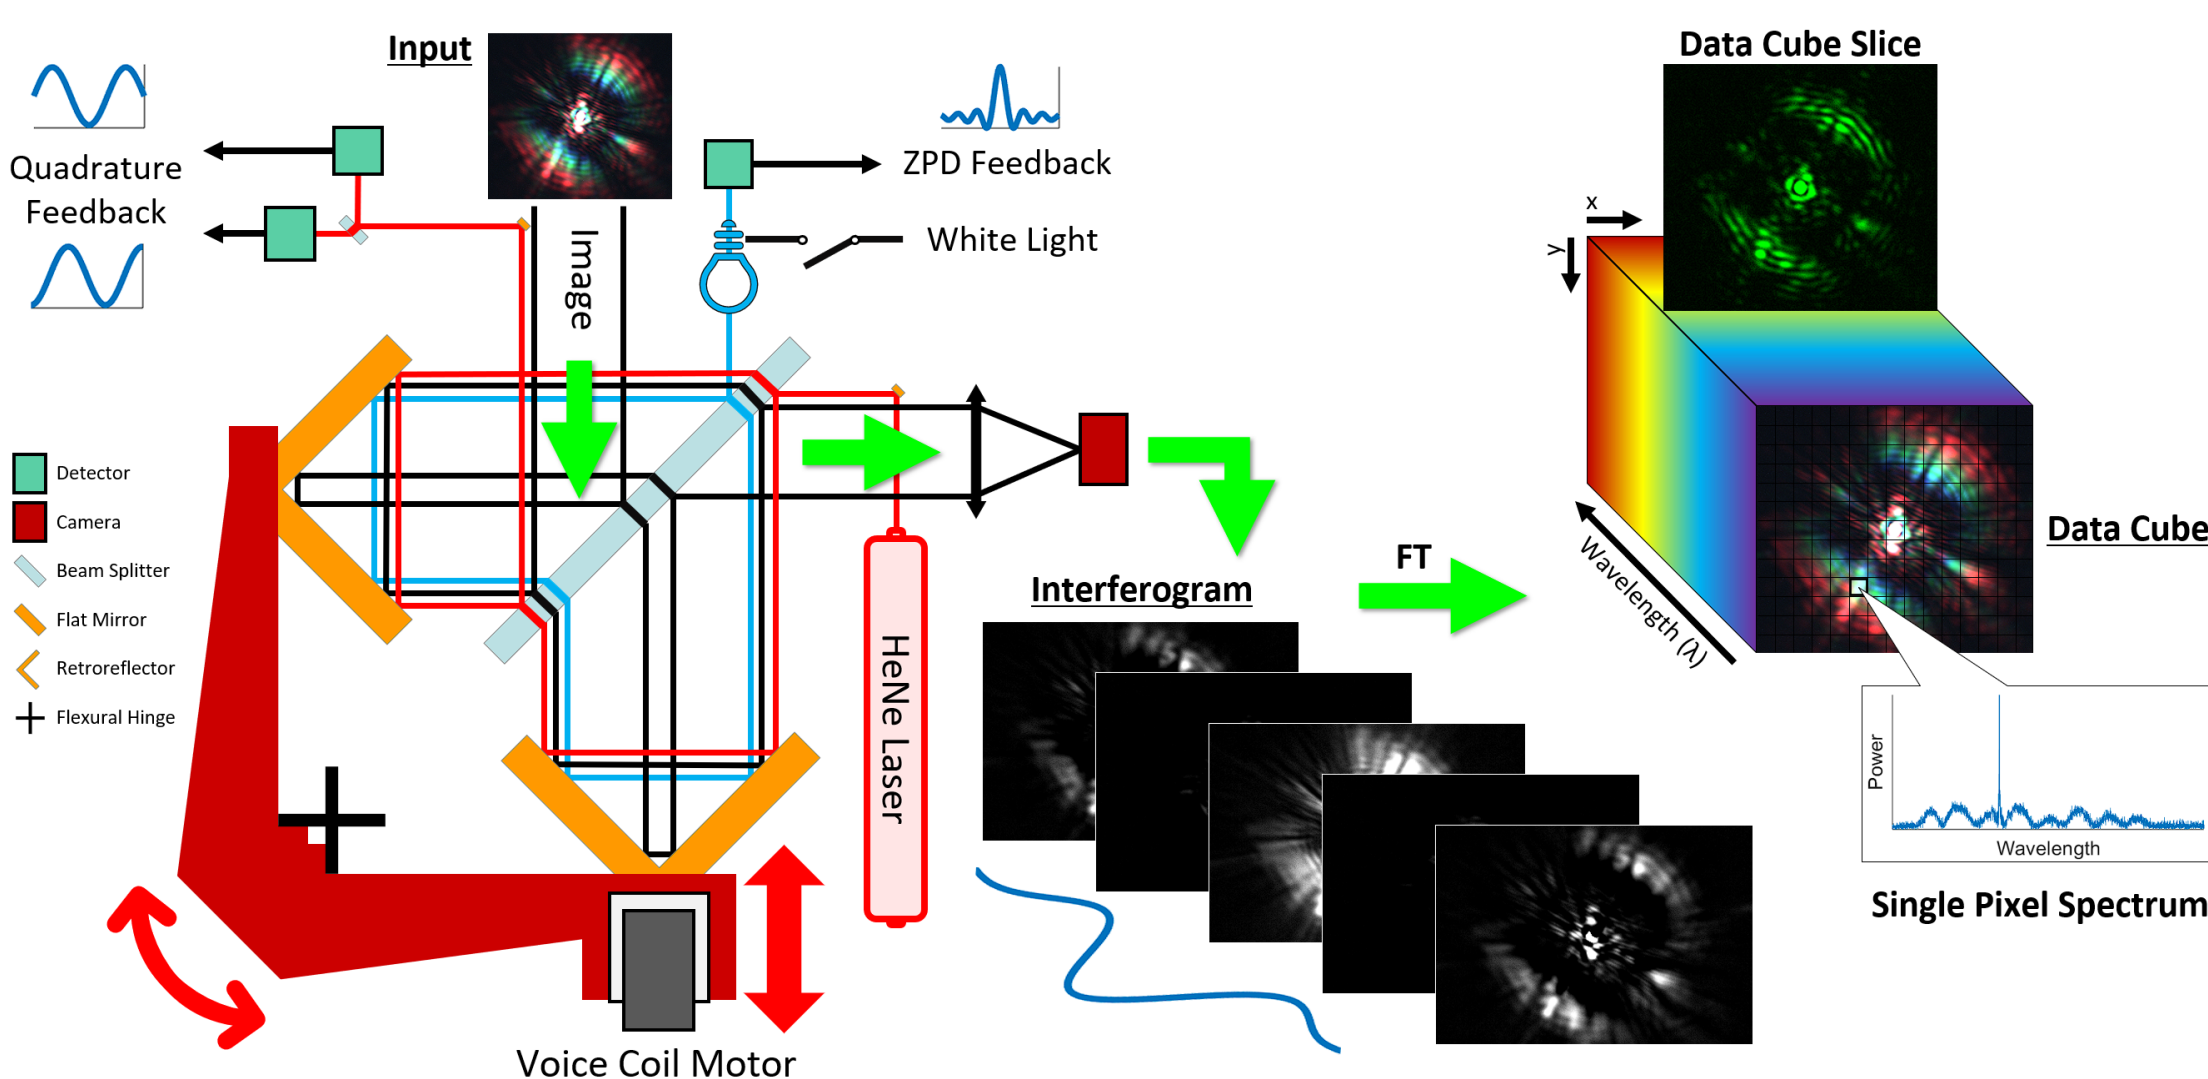 Input
Data Cube Slice
Quadrature
Feedback
ZPD Feedback
White Light
Image
x
y
Detector
Camera
Beam Splitter
Flat Mirror
Retroreflector
Flexural Hinge
HeNe Laser
Voice Coil Motor
Interferogram
FT
Wavelength (λ)
Data Cube
Power
Wavelength
Single Pixel Spectrum